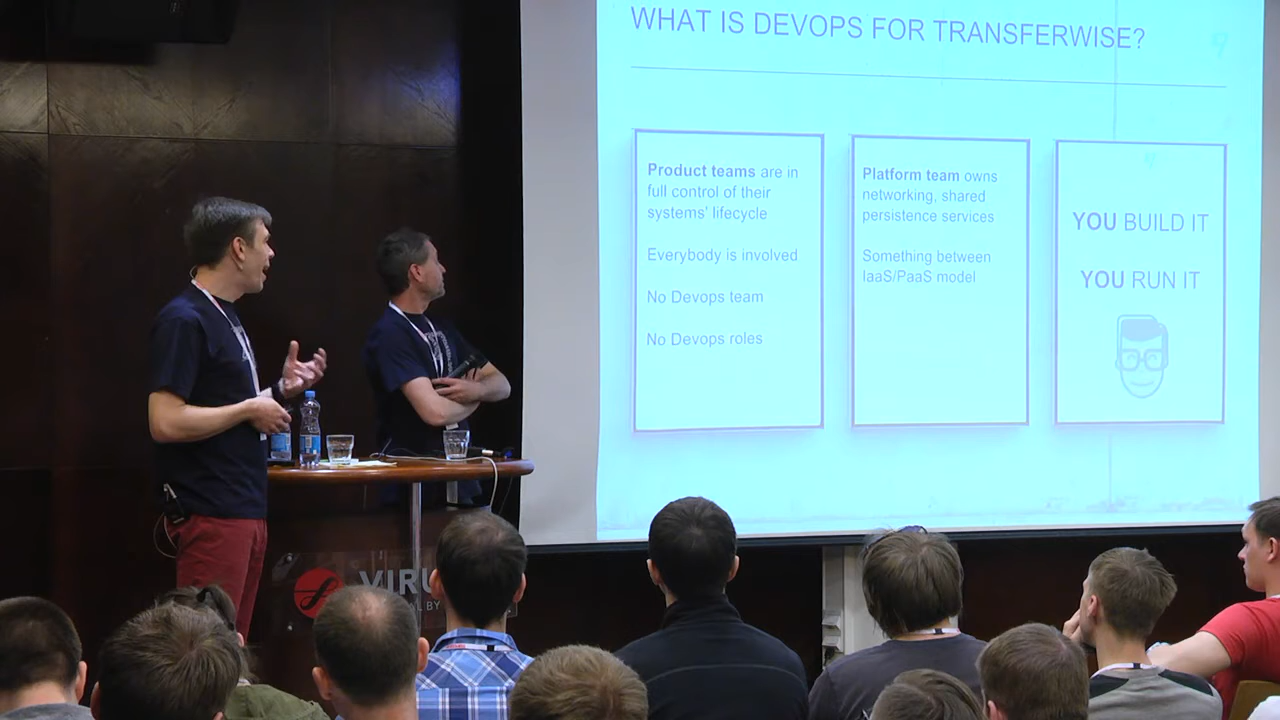 WHAT IS DEVOPS FOR TRANSFERWISE?
Product teams are in
full control of their
systems' lifecycle
Everybody is involved
No Devops team
No Devops roles
Platform team owns
networking, shared
persistence services
Something between
IaaS/PaaS model
YOU BUILD IT
YOU RUN IT
VIRU
BY